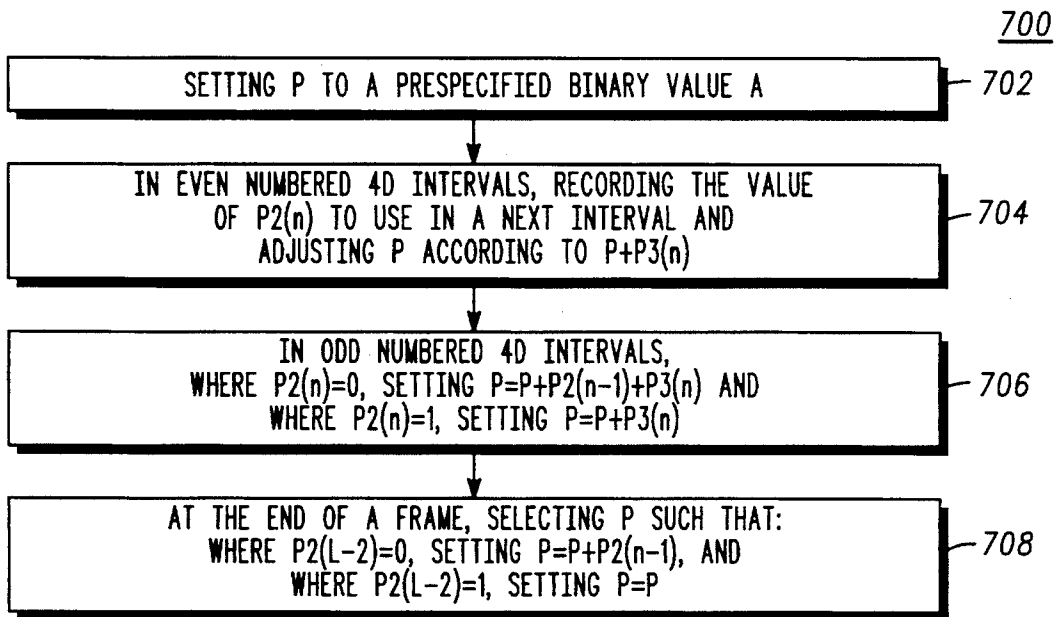 700
SETTING P TO A PRESPECIFIED BINARY VALUE A
702
IN EVEN NUMBERED 4D INTERVALS, RECORDING THE VALUE
OF P2(n) TO USE IN A NEXT INTERVAL AND
ADJUSTING P ACCORDING TO P+P3(n)
704
IN ODD NUMBERED 4D INTERVALS,
WHERE P2(n)=0, SETTING P=P+P2(n-1)+P3(n) AND
WHERE P2(n)=1, SETTING P=P+P3(n)
706
AT THE END OF A FRAME, SELECTING P SUCH THAT:
WHERE P2(L-2)=0, SETTING P=P+P2(n-1), AND
WHERE P2(L-2)=1, SETTING P=P
708